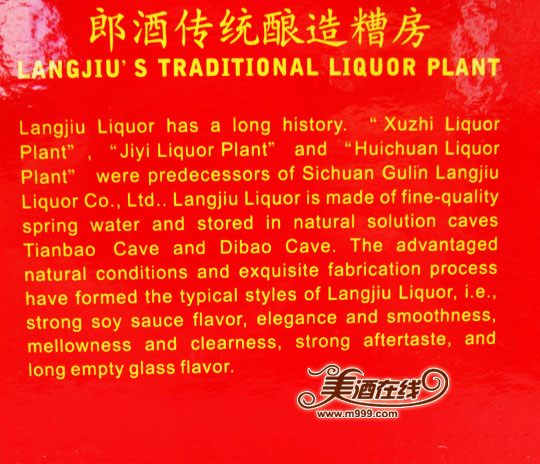 郎酒传统酿造糟房
LANGJIU'S TRADITIONAL LIQUOR PLANT
Langjiu Liquor has a long history. “Xuzhi Liquor
Plant”, “Jiyi Liquor Plant” and “Huichuan Liquor
Plant” were predecessors of Sichuan Gulin Langjiu
Liquor Co., Ltd.. Langjiu Liquor is made of fine-quality
spring water and stored in natural solution caves
Tianbao Cave and Dibao Cave. The advantaged
natural conditions and exquisite fabrication process
have formed the typical styles of Langjiu Liquor, i.e.,
strong soy sauce flavor, elegance and smoothness,
mellowness and clearness, strong aftertaste, and
long empty glass flavor.
美酒在线
www.m999.com